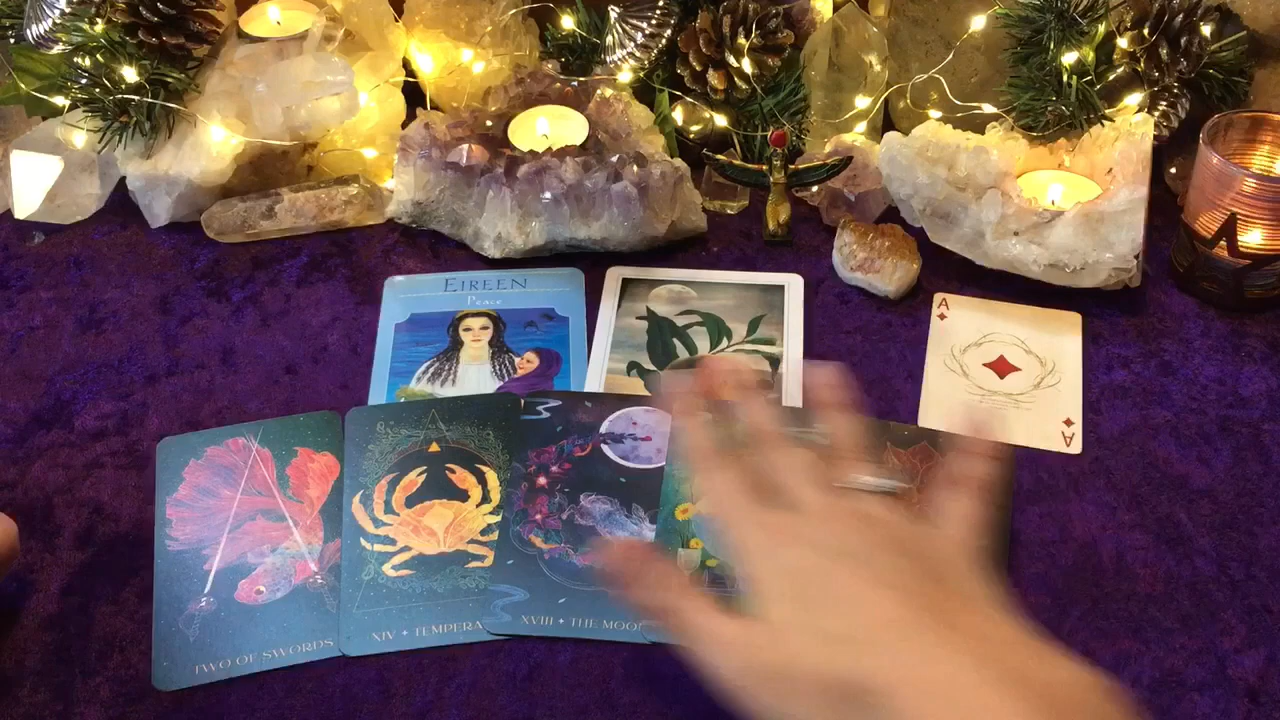 EIREEN
Peace
A
A
TWO OF SWORDS
XIV + TEMPERA
XVIII + THE MOO